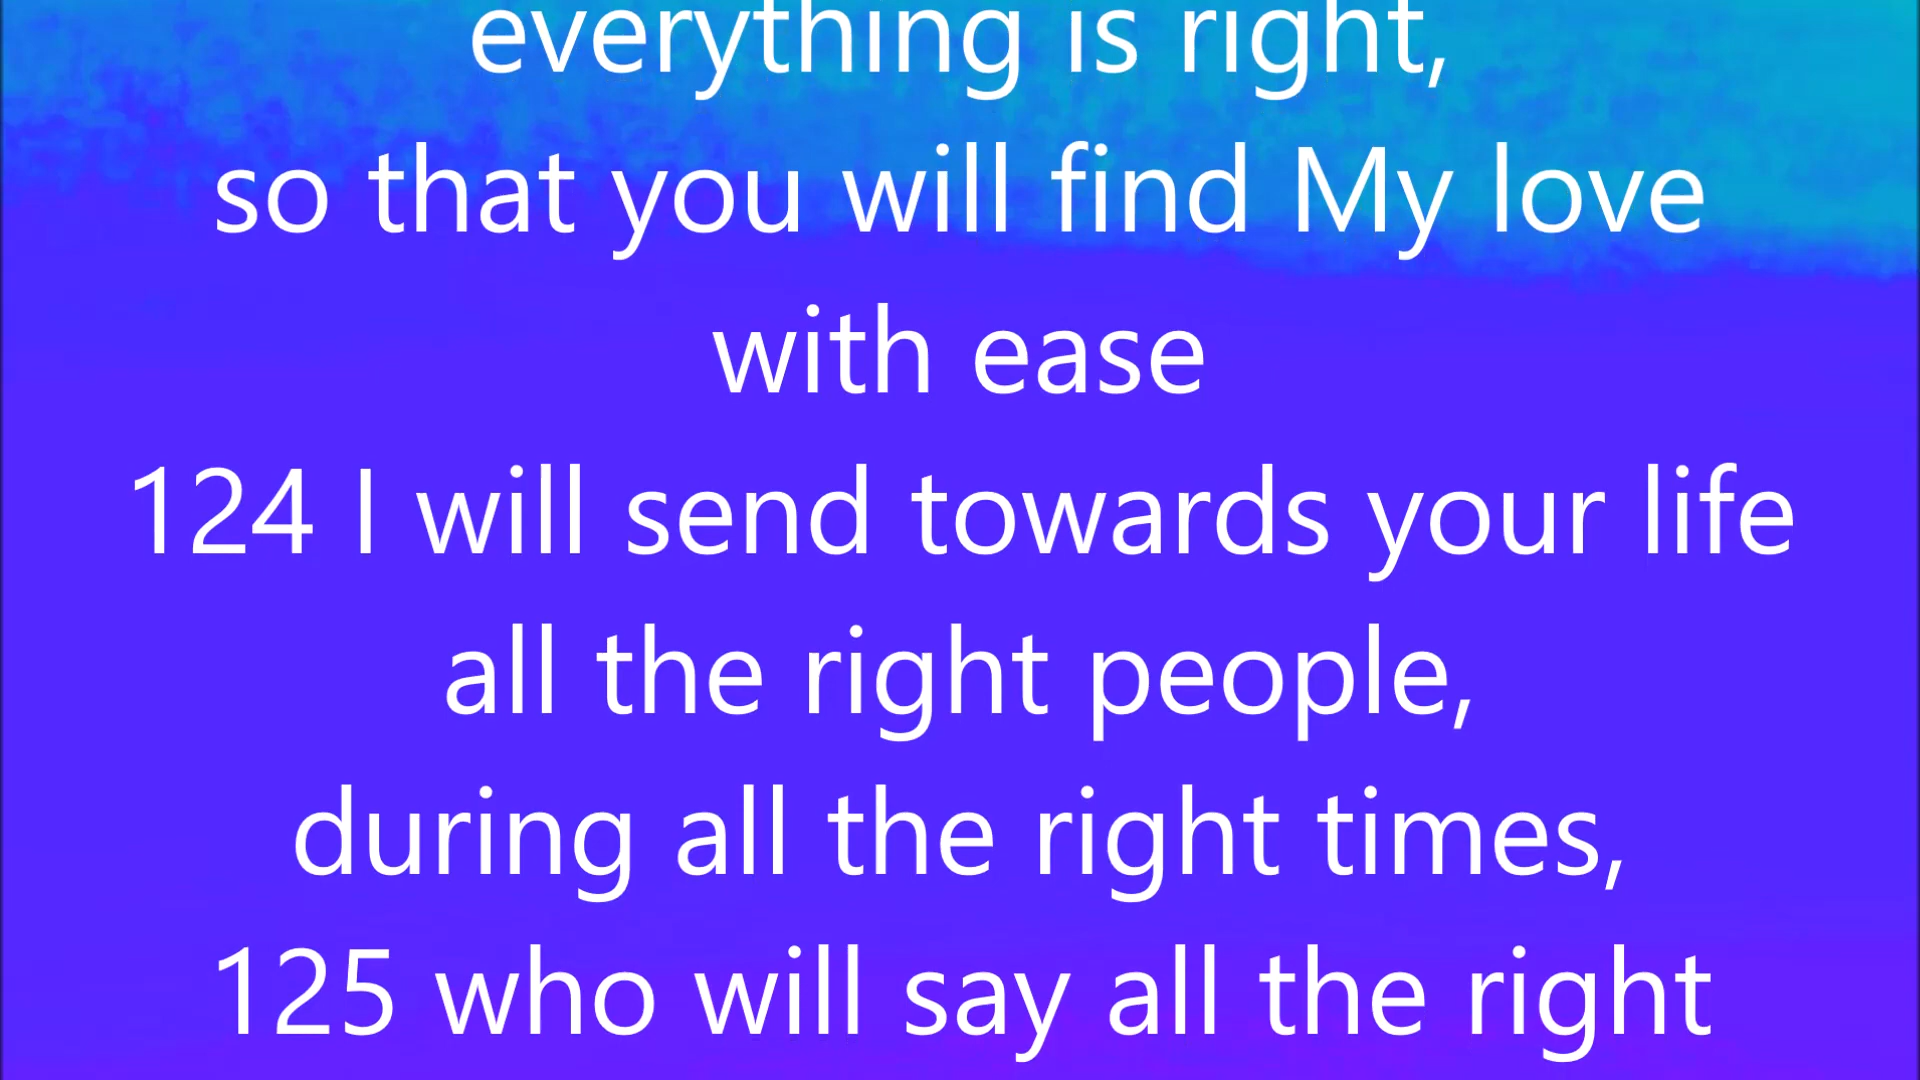 everything is right,
so that you will find My love
with ease
124 I will send towards your life
all the right people,
during all the right times,
125 who will say all the right